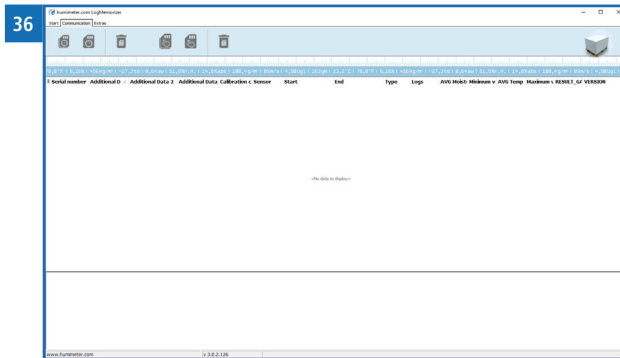 36
humimeter.com LogMemorizer
Start Communication Extras
Serial number Additional D Additional Data 2 Additional Data Calibration c Sensor Start End Type Logs AVG Moist Minimum v AVG Temp Maximum v RESULT_GA VERSION
<No data to display>
www.humimeter.com v 3.0.2.126